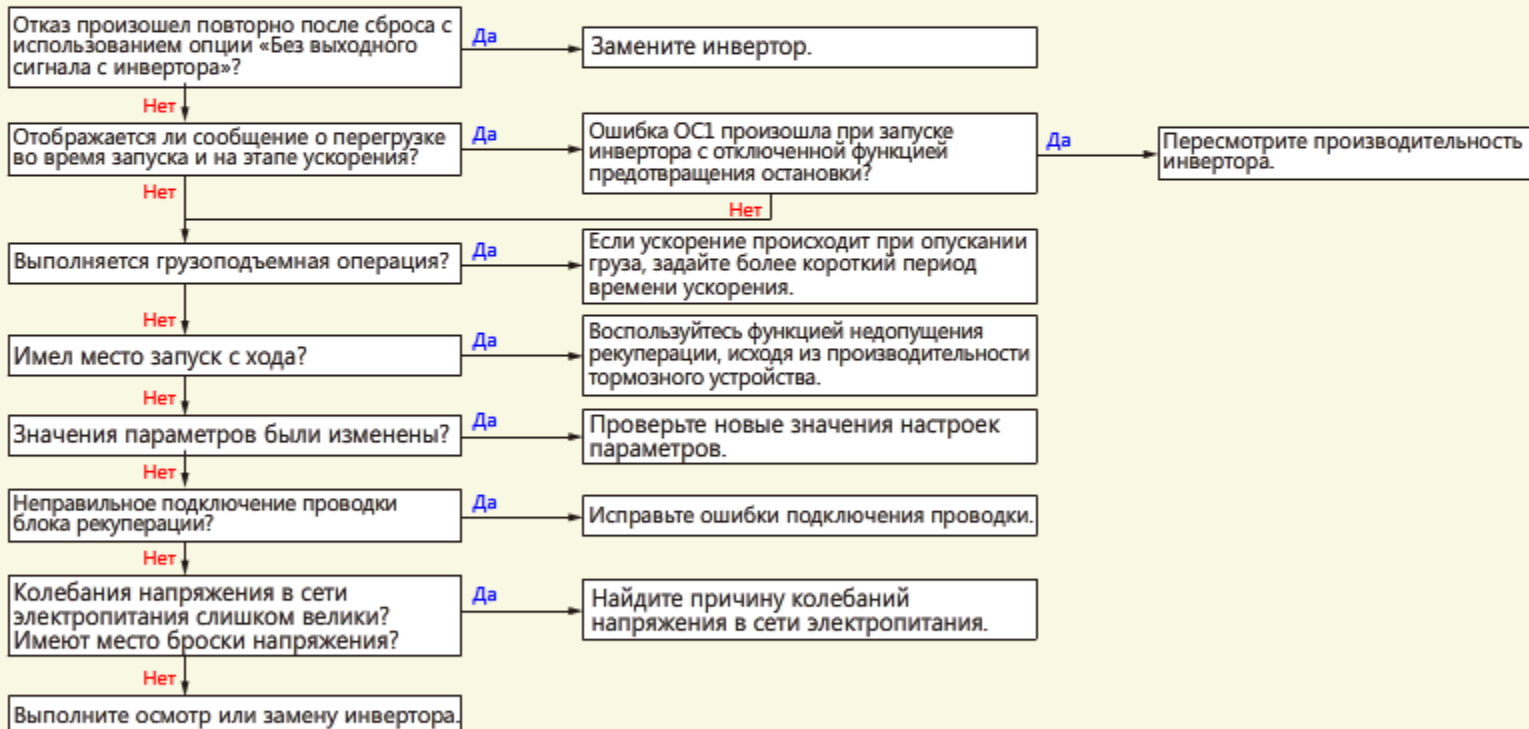 Отказ произошел повторно после сброса с
использованием опции «Без выходного
сигнала с инвертора»?
Да
Замените инвертор.
Нет
Отображается ли сообщение о перегрузке
во время запуска и на этапе ускорения?
Да
Ошибка OC1 произошла при запуске
инвертора с отключенной функцией
предотвращения остановки?
Да
Пересмотрите производительность
инвертора.
Нет
Нет
Выполняется грузоподъемная операция?
Да
Если ускорение происходит при опускании
груза, задайте более короткий период
времени ускорения.
Нет
Имел место запуск с хода?
Да
Воспользуйтесь функцией недопущения
рекуперации, исходя из производительности
тормозного устройства.
Нет
Значения параметров были изменены?
Да
Проверьте новые значения настроек
параметров.
Нет
Неправильное подключение проводки
блока рекуперации?
Да
Исправьте ошибки подключения проводки.
Нет
Колебания напряжения в сети
электропитания слишком велики?
Имеют место броски напряжения?
Да
Найдите причину колебаний
напряжения в сети электропитания.
Нет
Выполните осмотр или замену инвертора.